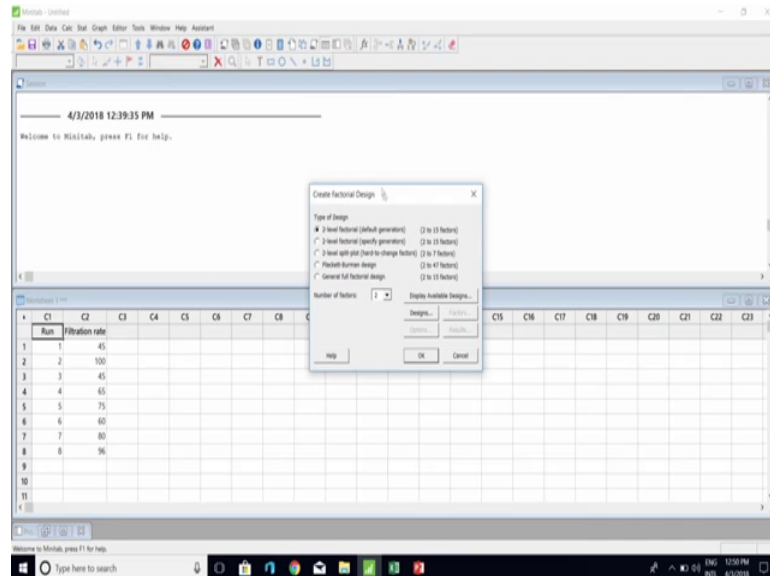 Minitab - Untitled
File Edit Data Calc Stat Graph Editor Tools Window Help Assistant
Session
4/3/2018 12:39:35 PM
Welcome to Minitab, press F1 for help.
Create Factorial Design
Type of Design
2-level factorial (default generators) (2 to 15 factors)
2-level factorial (specify generators) (2 to 15 factors)
2-level split-plot (hard-to-change factors) (2 to 7 factors)
Plackett-Burman design (2 to 47 factors)
General full factorial design (2 to 15 factors)
Number of factors: 2 Display Available Designs...
Designs... Factors...
Options... Results...
Help OK Cancel
Worksheet 1 ***
C1 C2 C3 C4 C5 C6 C7 C8 C15 C16 C17 C18 C19 C20 C21 C22 C23
Run Filtration rate
1 1 45
2 2 100
3 3 45
4 4 65
5 5 75
6 6 60
7 7 80
8 8 96
9
10
11
Welcome to Minitab, press F1 for help.
Type here to search
ENG 12:50 PM
INTL 4/3/2018